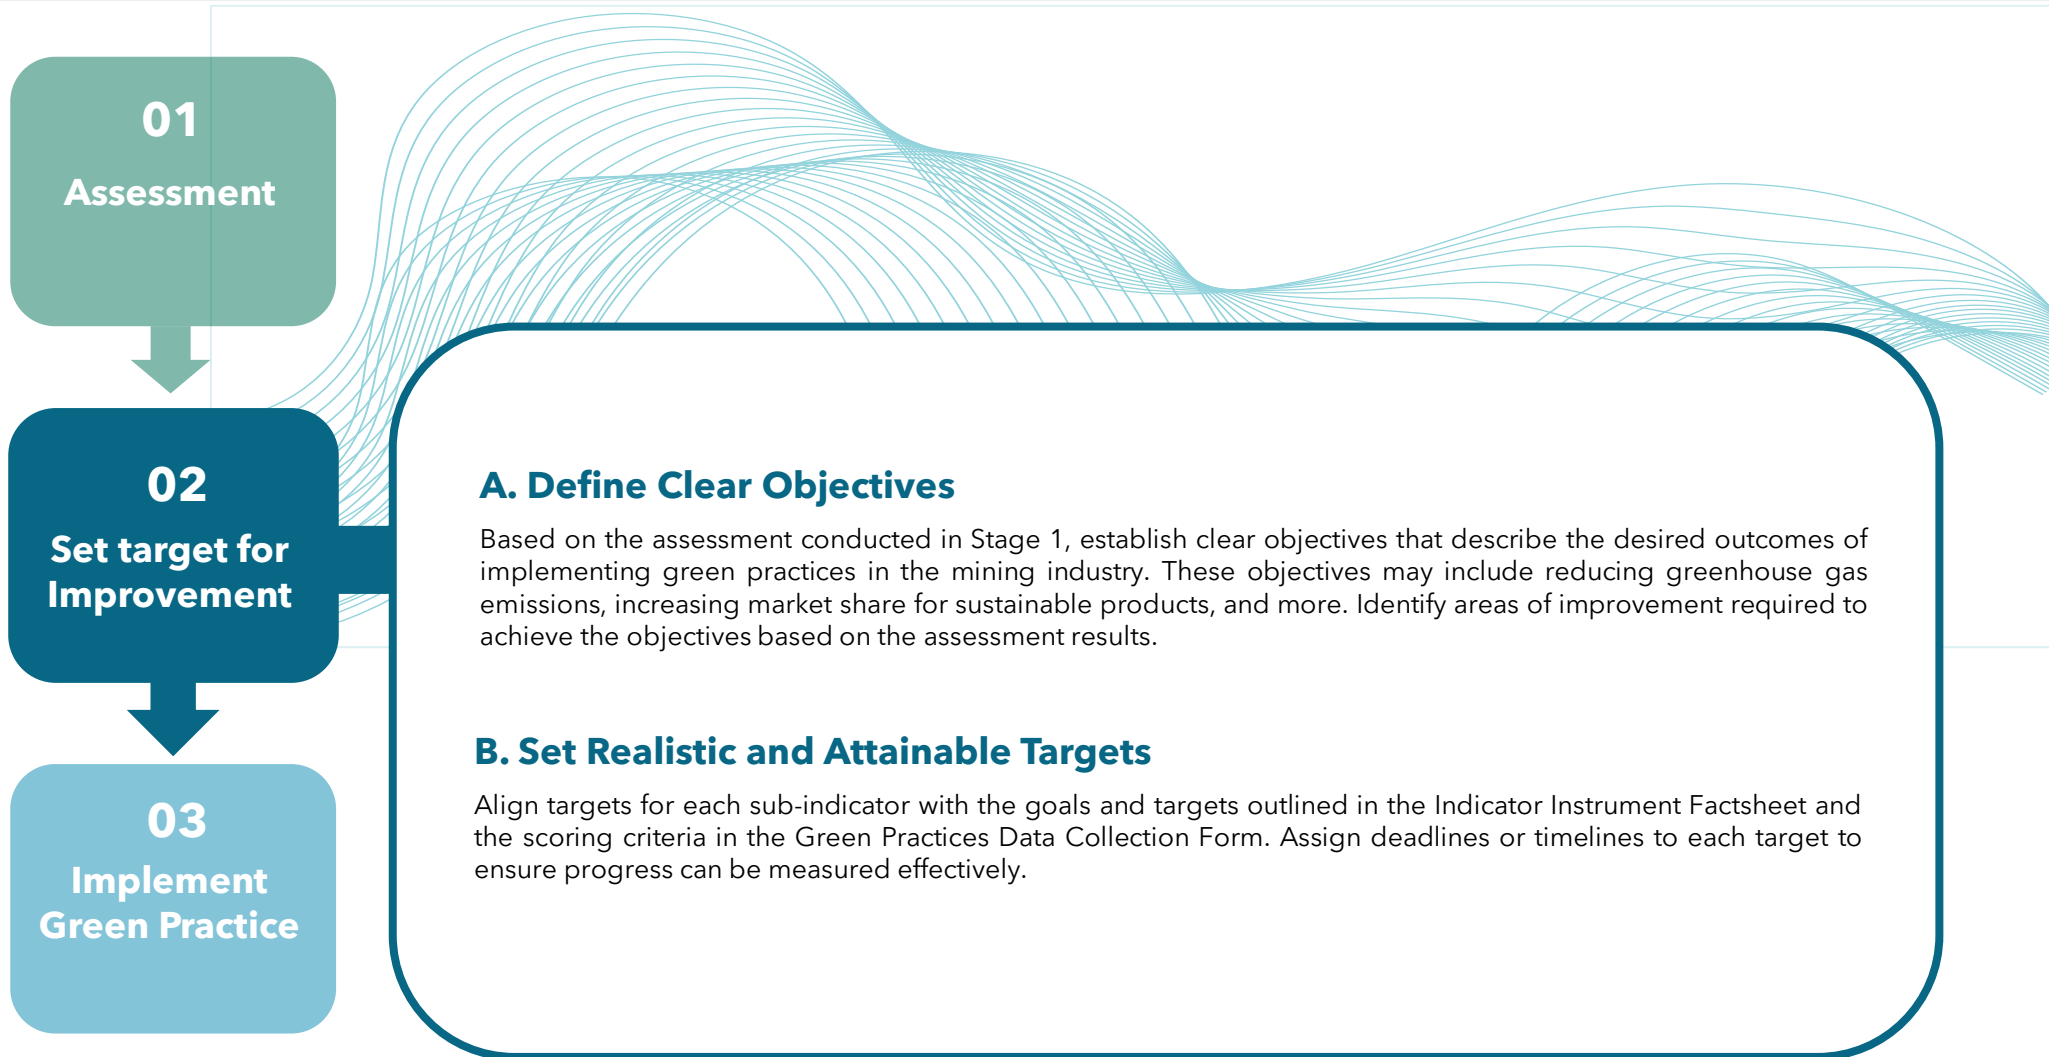 01
Assessment
02
Set target for
Improvement
03
Implement
Green Practice
A. Define Clear Objectives
Based on the assessment conducted in Stage 1, establish clear objectives that describe the desired outcomes of
implementing green practices in the mining industry. These objectives may include reducing greenhouse gas
emissions, increasing market share for sustainable products, and more. Identify areas of improvement required to
achieve the objectives based on the assessment results.
B. Set Realistic and Attainable Targets
Align targets for each sub-indicator with the goals and targets outlined in the Indicator Instrument Factsheet and
the scoring criteria in the Green Practices Data Collection Form. Assign deadlines or timelines to each target to
ensure progress can be measured effectively.